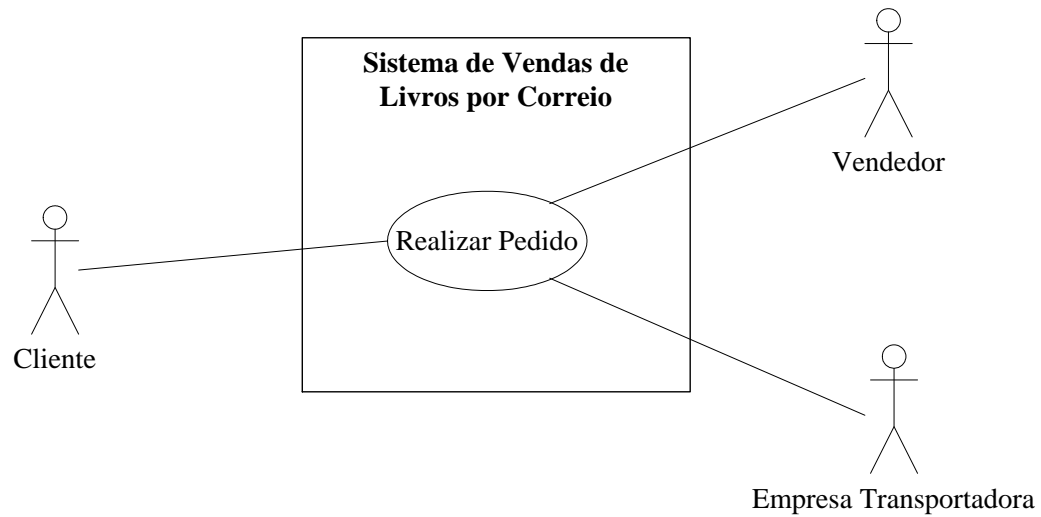 Sistema de Vendas de
Livros por Correio
Vendedor
Realizar Pedido
Cliente
Empresa Transportadora